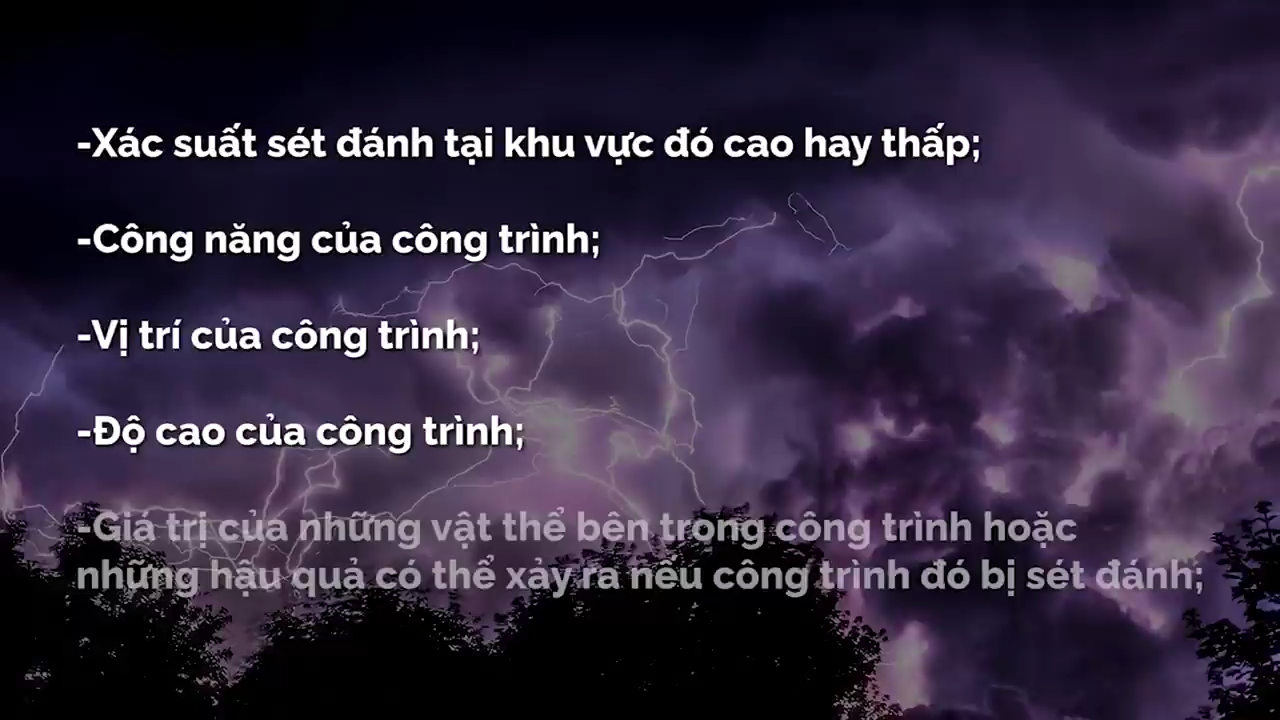 -Xác suất sét đánh tại khu vực đó cao hay thấp;
-Công năng của công trình;
-Vị trí của công trình;
-Độ cao của công trình;
-Giá trị của những vật thể bên trong công trình hoặc
những hậu quả có thể xảy ra nếu công trình đó bị sét đánh;